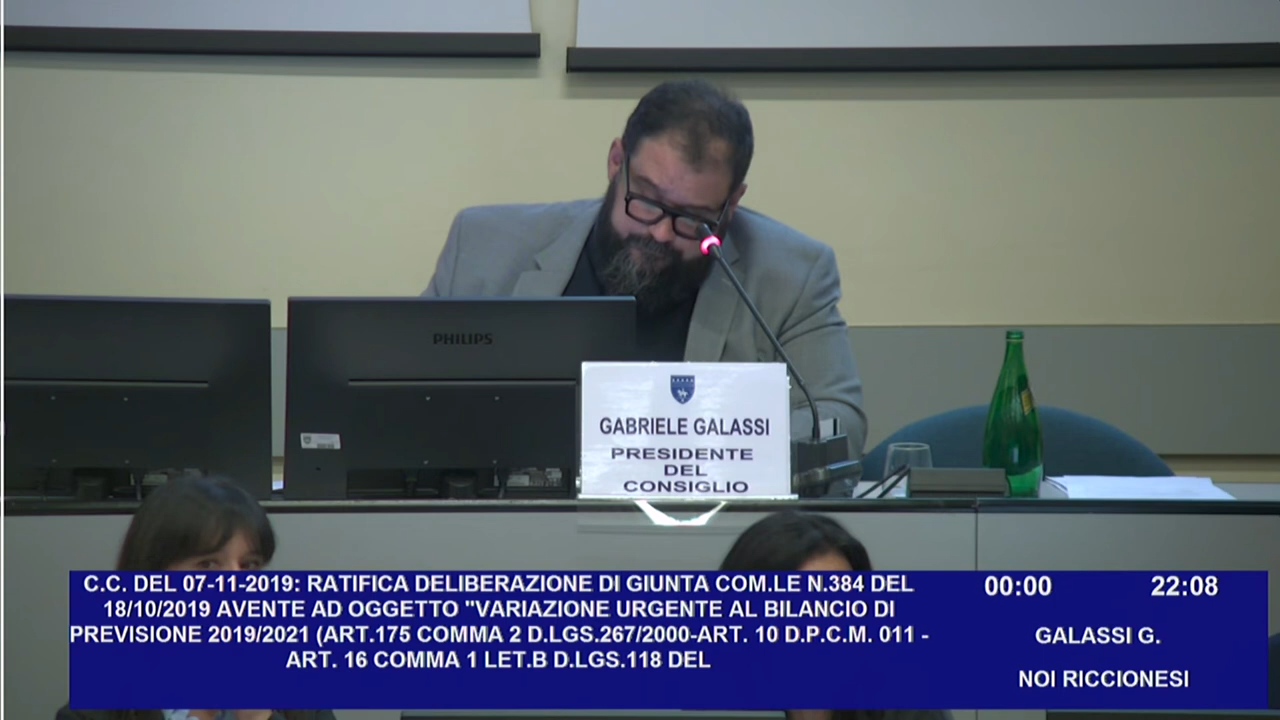 PHILIPS
GABRIELE GALASSI
PRESIDENTE
DEL
CONSIGLIO
C.C. DEL 07-11-2019: RATIFICA DELIBERAZIONE DI GIUNTA COM.LE N.384 DEL
18/10/2019 AVENTE AD OGGETTO "VARIAZIONE URGENTE AL BILANCIO DI
PREVISIONE 2019/2021 (ART.175 COMMA 2 D.LGS.267/2000-ART. 10 D.P.C.M. 011 -
ART. 16 COMMA 1 LET.B D.LGS.118 DEL
00:00 22:08
GALASSI G.
NOI RICCIONESI